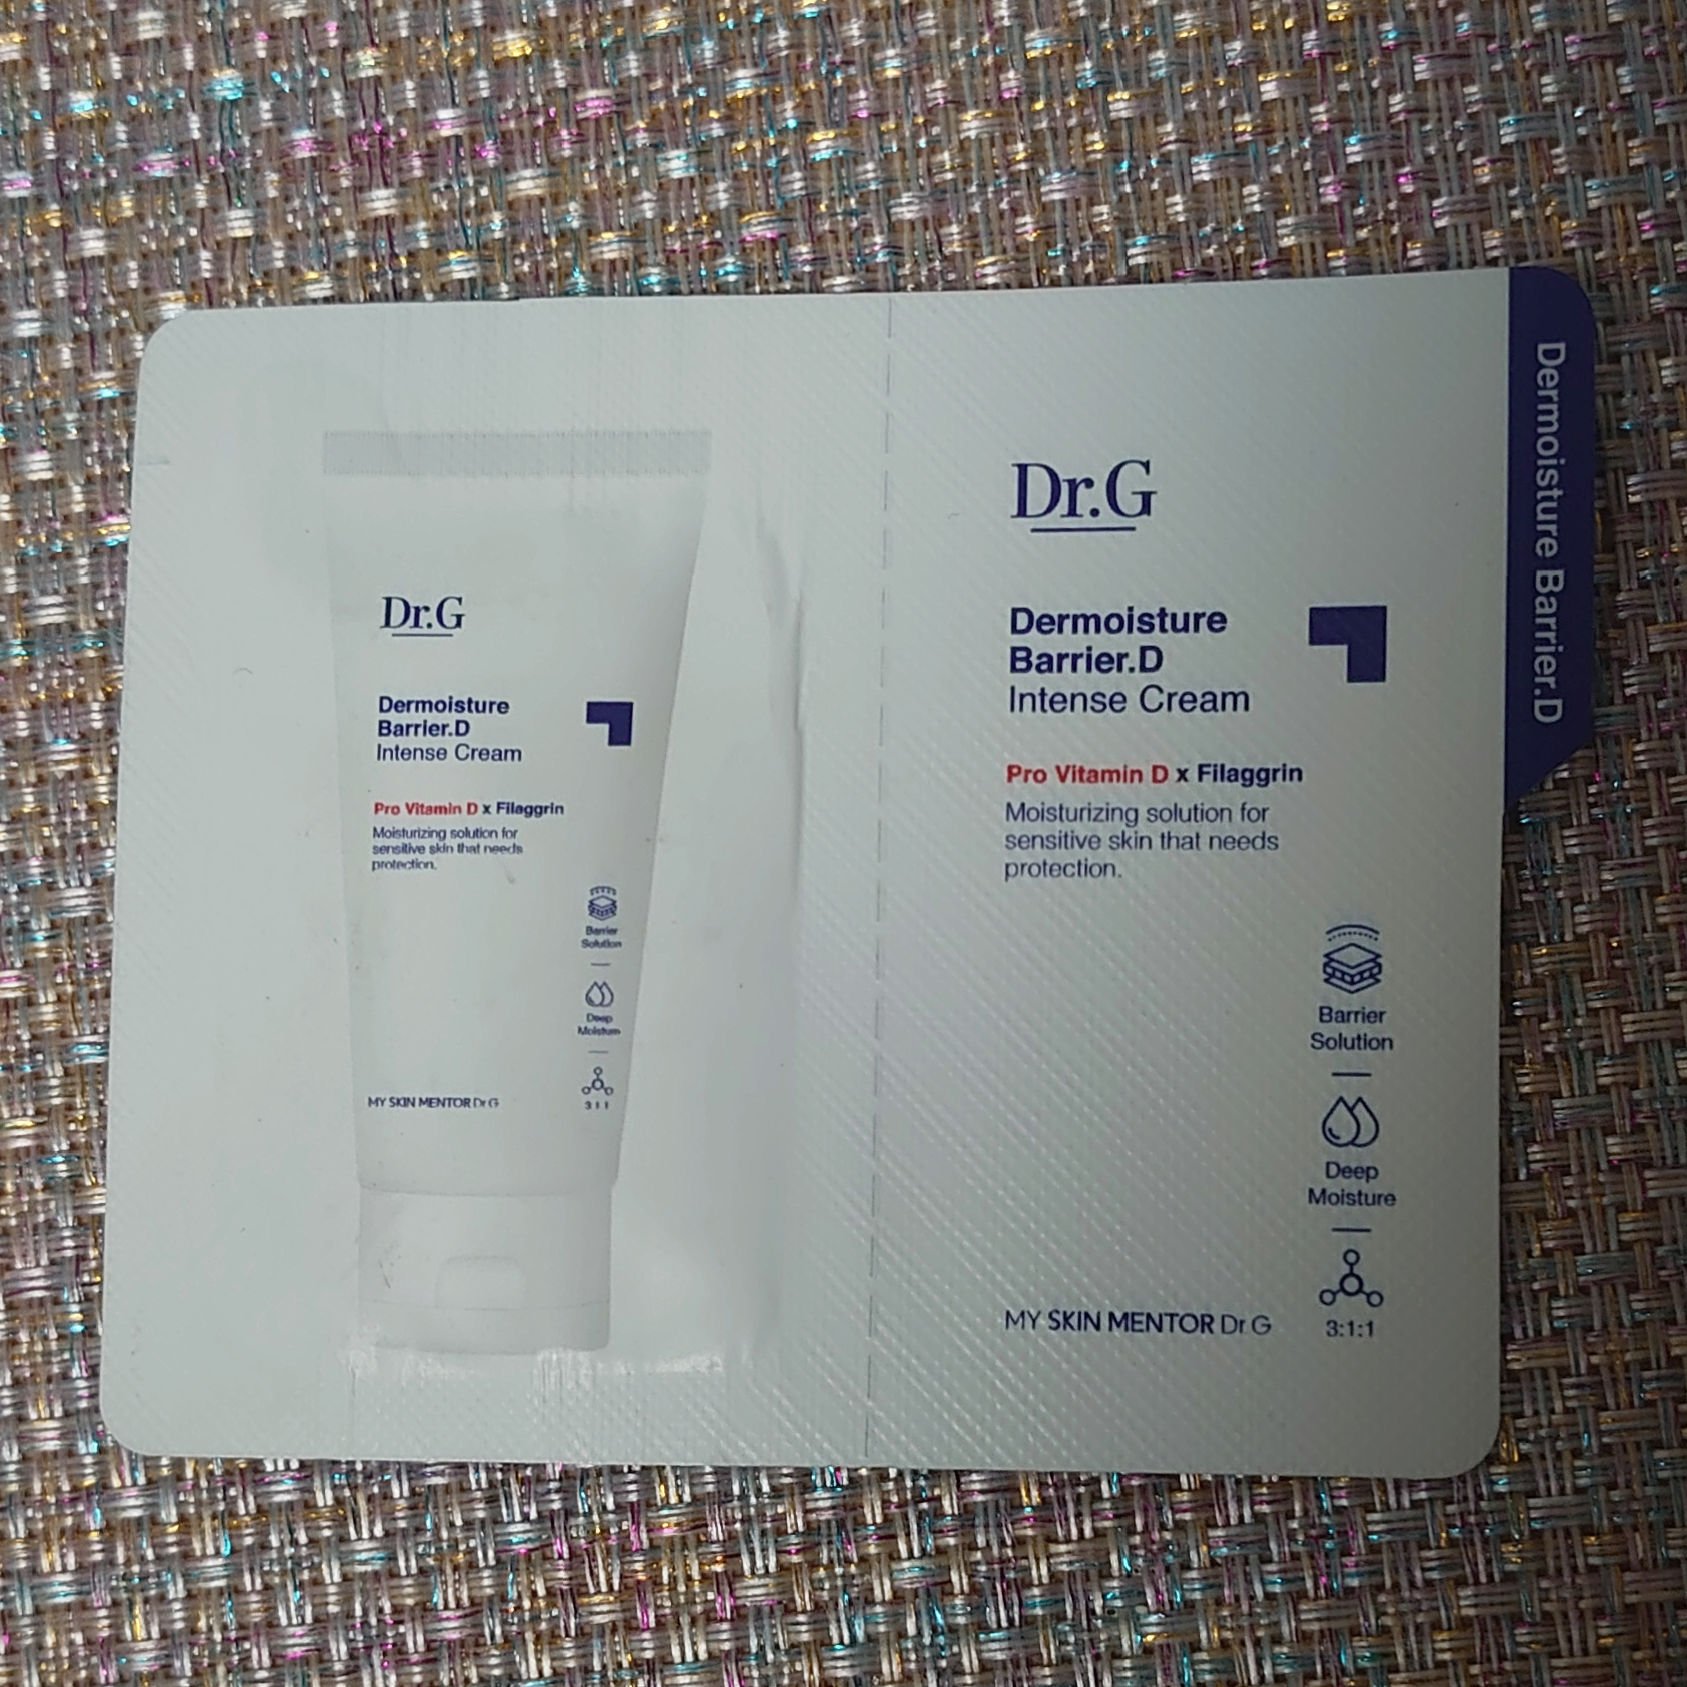 Dr.G
Dermoisture
Barrier.D
Intense Cream
Pro Vitamin D x Filaggrin
Moisturizing solution for
sensitive skin that needs
protection.
Barrier
Solution
Deep
Moisture
3:1:1
MY SKIN MENTOR Dr.G
Dr.G
Dermoisture
Barrier.D
Intense Cream
Pro Vitamin D x Filaggrin
Moisturizing solution for
sensitive skin that needs
protection.
Barrier
Solution
Deep
Moisture
3:1:1
MY SKIN MENTOR Dr.G
Dermoisture Barrier.D